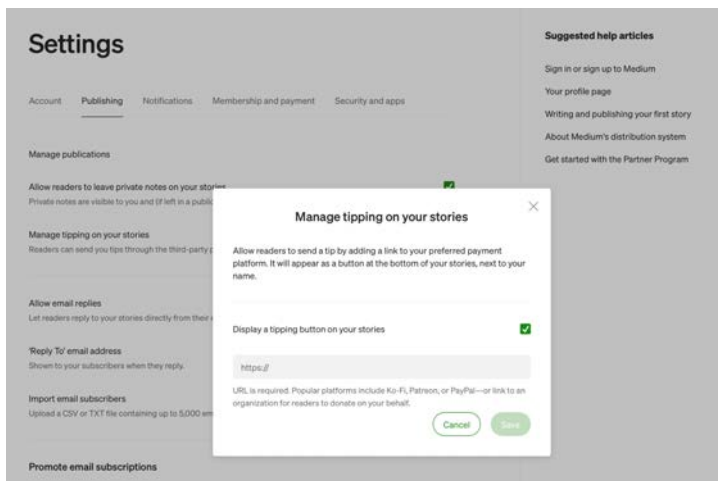 Settings
Account Publishing Notifications Membership and payment Security and apps
Manage publications
Allow readers to leave private notes on your stories
Private notes are visible to you and (if left in a public
Manage tipping on your stories
Readers can send you tips through the third-party p
Allow email replies
Let readers reply to your stories directly from their
'Reply To' email address
Shown to your subscribers when they reply.
Import email subscribers
Upload a CSV or TXT file containing up to 5,000 em
Promote email subscriptions
Manage tipping on your stories
Allow readers to send a tip by adding a link to your preferred payment
platform. It will appear as a button at the bottom of your stories, next to your
name.
Display a tipping button on your stories
https://
URL is required. Popular platforms include Ko-Fi, Patreon, or PayPal—or link to an
organization for readers to donate on your behalf.
Cancel Save
Suggested help articles
Sign in or sign up to Medium
Your profile page
Writing and publishing your first story
About Medium's distribution system
Get started with the Partner Program